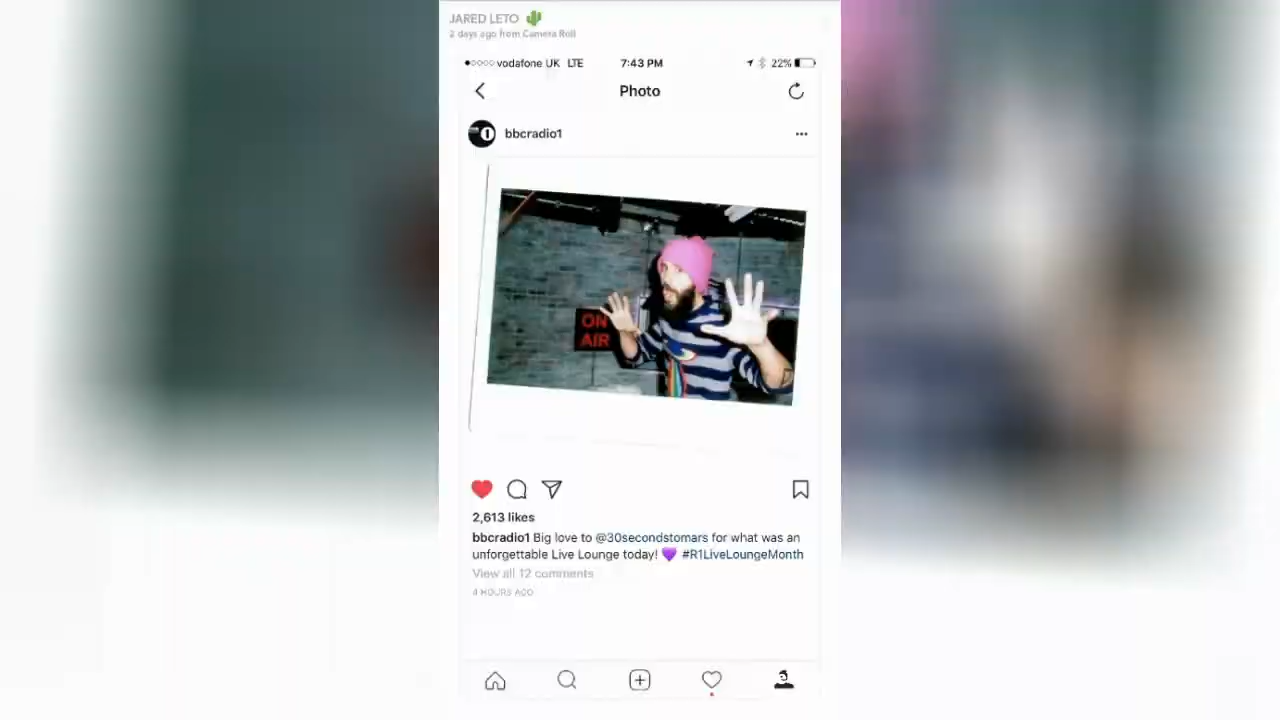 JARED LETO
2 days ago from Camera Roll
vodafone UK LTE 7:43 PM 22%
Photo
bbcradio1
ON
AIR
2,613 likes
bbcradio1 Big love to @30secondstomars for what was an
unforgettable Live Lounge today! 💜 #R1LiveLoungeMonth
View all 12 comments
4 HOURS AGO